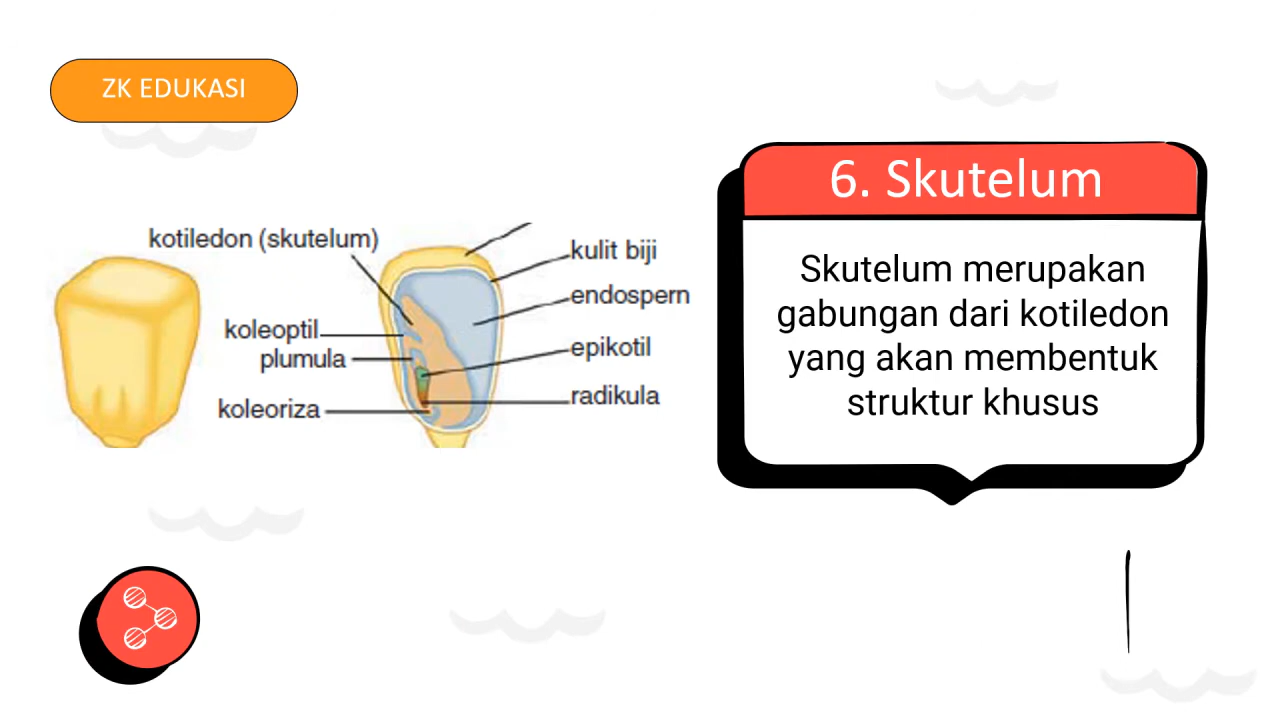 ZK EDUKASI
6. Skutelum
Skutelum merupakan
gabungan dari kotiledon
yang akan membentuk
struktur khusus
kotiledon (skutelum)
koleoptil
plumula
koleoriza
kulit biji
endospern
epikotil
radikula